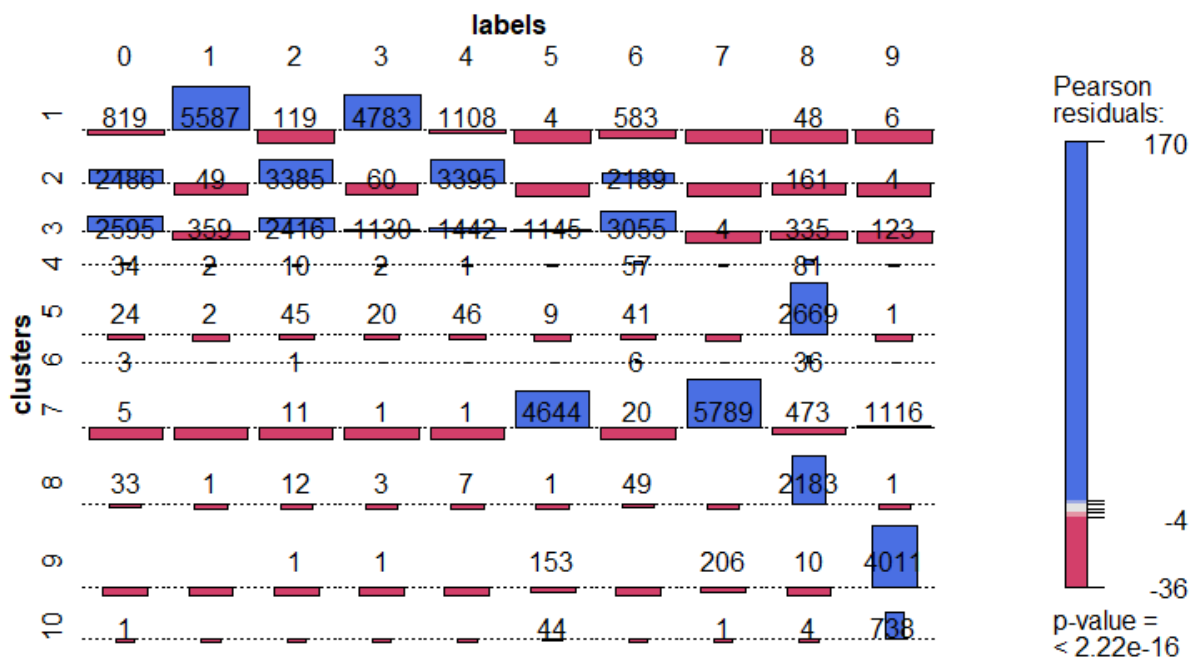 labels
0 1 2 3 4 5 6 7 8 9
clusters
1 819 5587 119 4783 1108 4 583 48 6
2 2486 49 3385 60 3395 2189 161 4
3 2595 359 2416 1130 1442 1145 3055 4 335 123
4 34 2 10 2 1 57 81
5 24 2 45 20 46 9 41 2669 1
6 3 1 6 36
7 5 11 1 1 4644 20 5789 473 1116
8 33 1 12 3 7 1 49 2183 1
9 1 1 153 206 10 4011
10 1 44 1 4 738
Pearson
residuals:
170
-4
-36
p-value =
< 2.22e-16